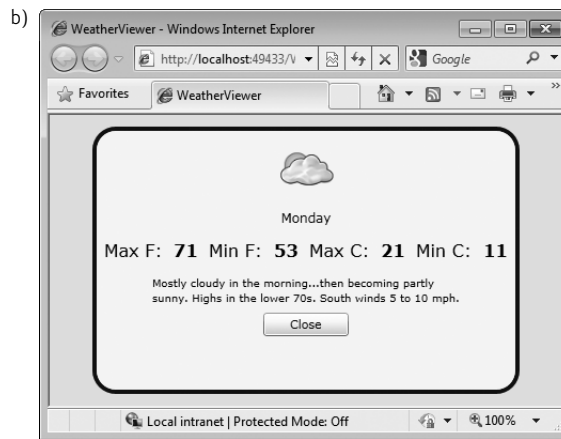 b)
WeatherViewer - Windows Internet Explorer
http://localhost:49433/
Google
Favorites
WeatherViewer
»
Monday
Max F: 71 Min F: 53 Max C: 21 Min C: 11
Mostly cloudy in the morning...then becoming partly
sunny. Highs in the lower 70s. South winds 5 to 10 mph.
Close
Local intranet | Protected Mode: Off
100%